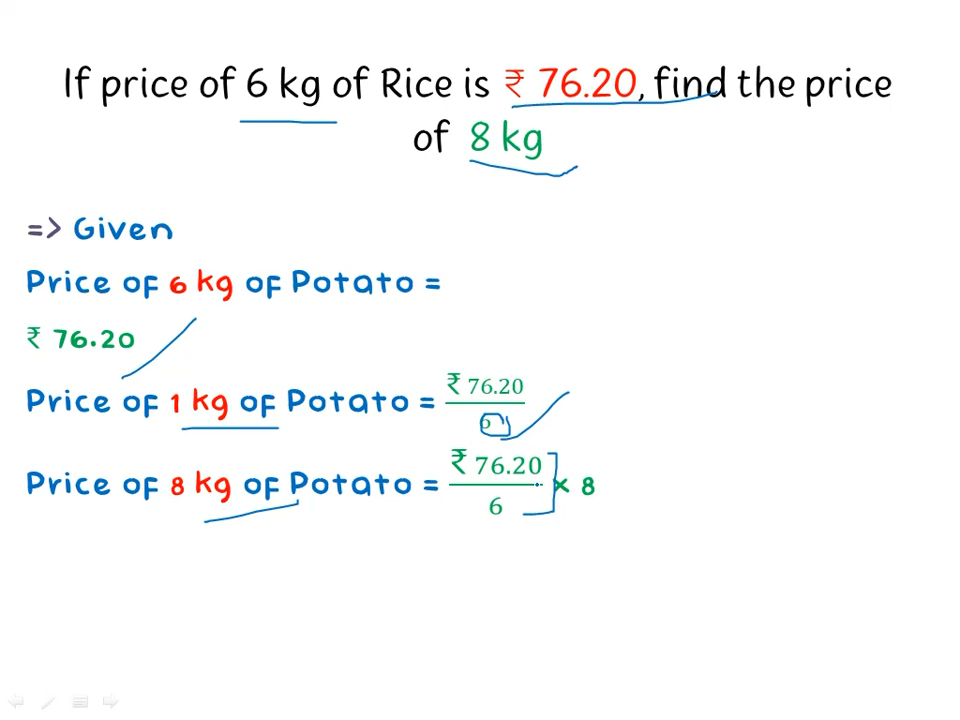 If price of 6 kg of Rice is ₹ 76.20, find the price
of 8 kg
=> Given
Price of 6 kg of Potato =
₹ 76.20
Price of 1 kg of Potato = ₹ 76.20 / 6
Price of 8 kg of Potato = ₹ 76.20 / 6 × 8